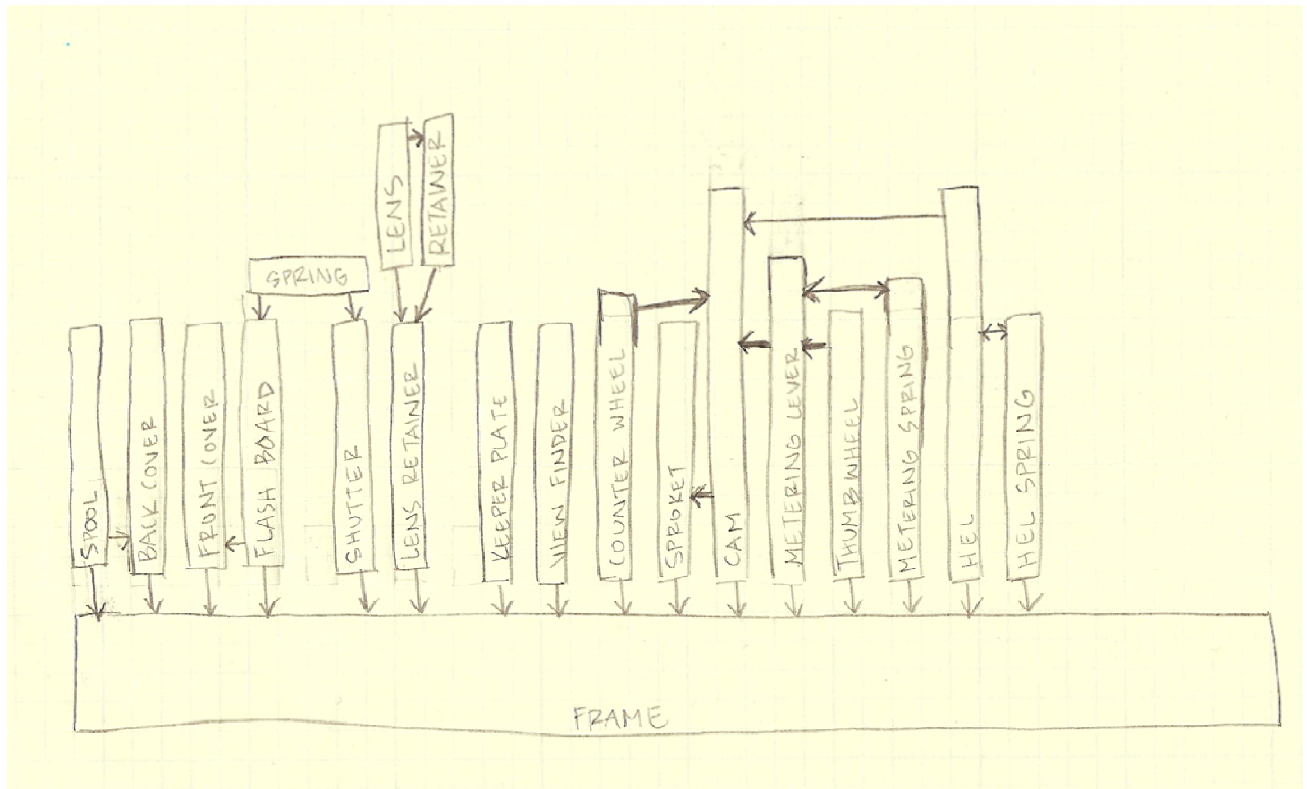 LENS
RETAINER
SPRING
SPOOL
BACK COVER
FRONT COVER
FLASH BOARD
SHUTTER
LENS RETAINER
KEEPER PLATE
VIEW FINDER
COUNTER WHEEL
SPROKET
CAM
METERING LEVER
THUMBWHEEL
METERING SPRING
HEL
HEL SPRING
FRAME